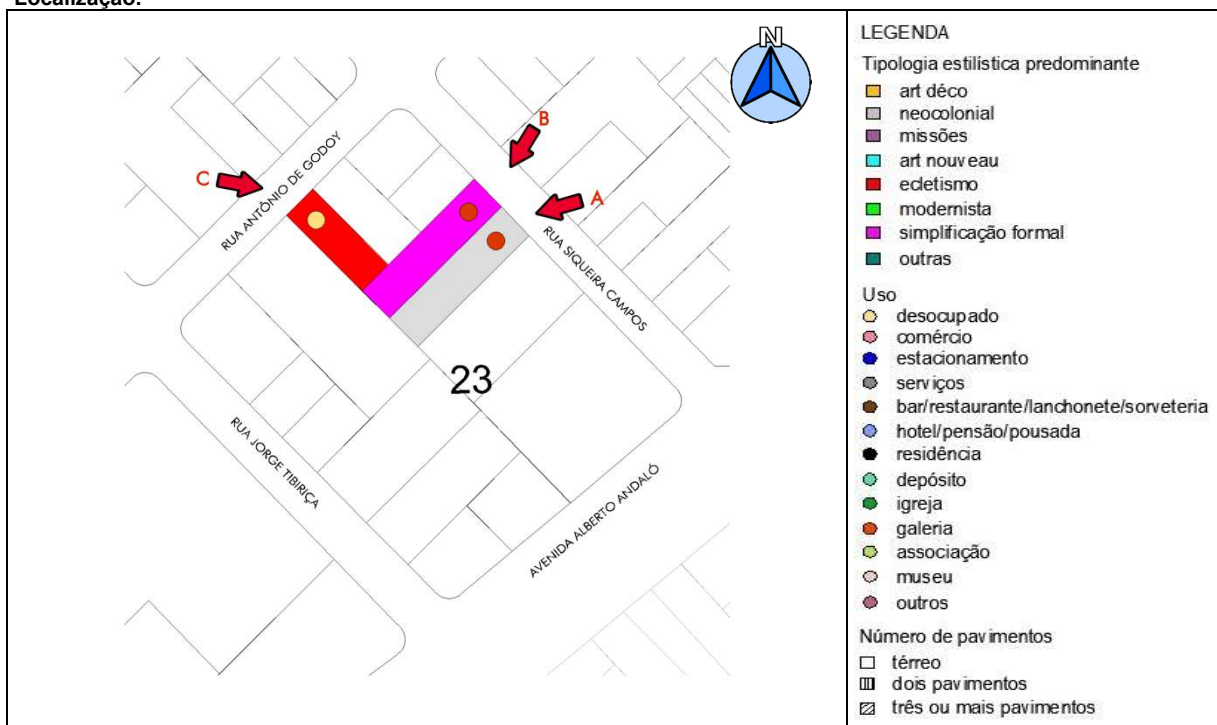 Localização:
N
B
C
A
RUA ANTÔNIO DE GODOY
RUA SIQUEIRA CAMPOS
23
RUA JORGE TIBIRIÇA
AVENIDA ALBERTO ANDALÓ
LEGENDA
Tipologia estilística predominante
art déco
neocolonial
missões
art nouveau
ecletismo
modernista
simplificação formal
outras
Uso
desocupado
comércio
estacionamento
serviços
bar/restaurante/lanchonete/sorveteria
hotel/pensão/pousada
residência
depósito
igreja
galeria
associação
museu
outros
Número de pavimentos
térreo
dois pavimentos
três ou mais pavimentos